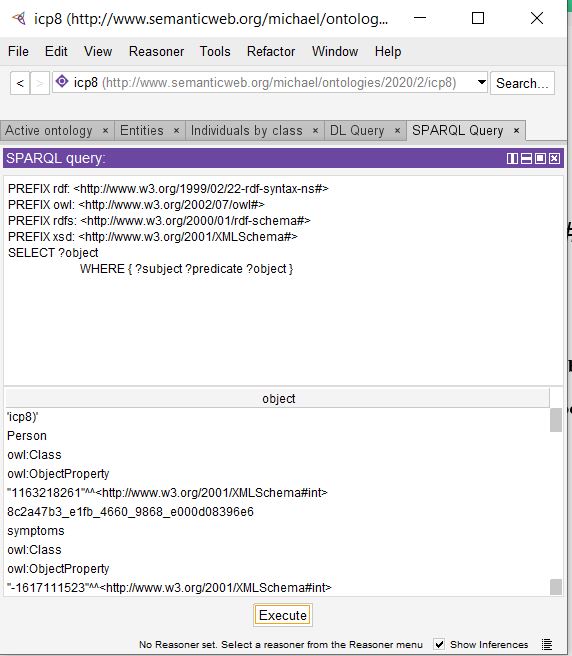 icp8 (http://www.semanticweb.org/michael/ontolog...
File Edit View Reasoner Tools Refactor Window Help
< > icp8 (http://www.semanticweb.org/michael/ontologies/2020/2/icp8) Search...
Active ontology × Entities × Individuals by class × DL Query × SPARQL Query ×
SPARQL query:
PREFIX rdf: <http://www.w3.org/1999/02/22-rdf-syntax-ns#>
PREFIX owl: <http://www.w3.org/2002/07/owl#>
PREFIX rdfs: <http://www.w3.org/2000/01/rdf-schema#>
PREFIX xsd: <http://www.w3.org/2001/XMLSchema#>
SELECT ?object
WHERE { ?subject ?predicate ?object }
object
'icp8)'
Person
owl:Class
owl:ObjectProperty
"1163218261"^^<http://www.w3.org/2001/XMLSchema#int>
8c2a47b3_e1fb_4660_9868_e000d08396e6
symptoms
owl:Class
owl:ObjectProperty
"-1617111523"^^<http://www.w3.org/2001/XMLSchema#int>
Execute
No Reasoner set. Select a reasoner from the Reasoner menu Show Inferences